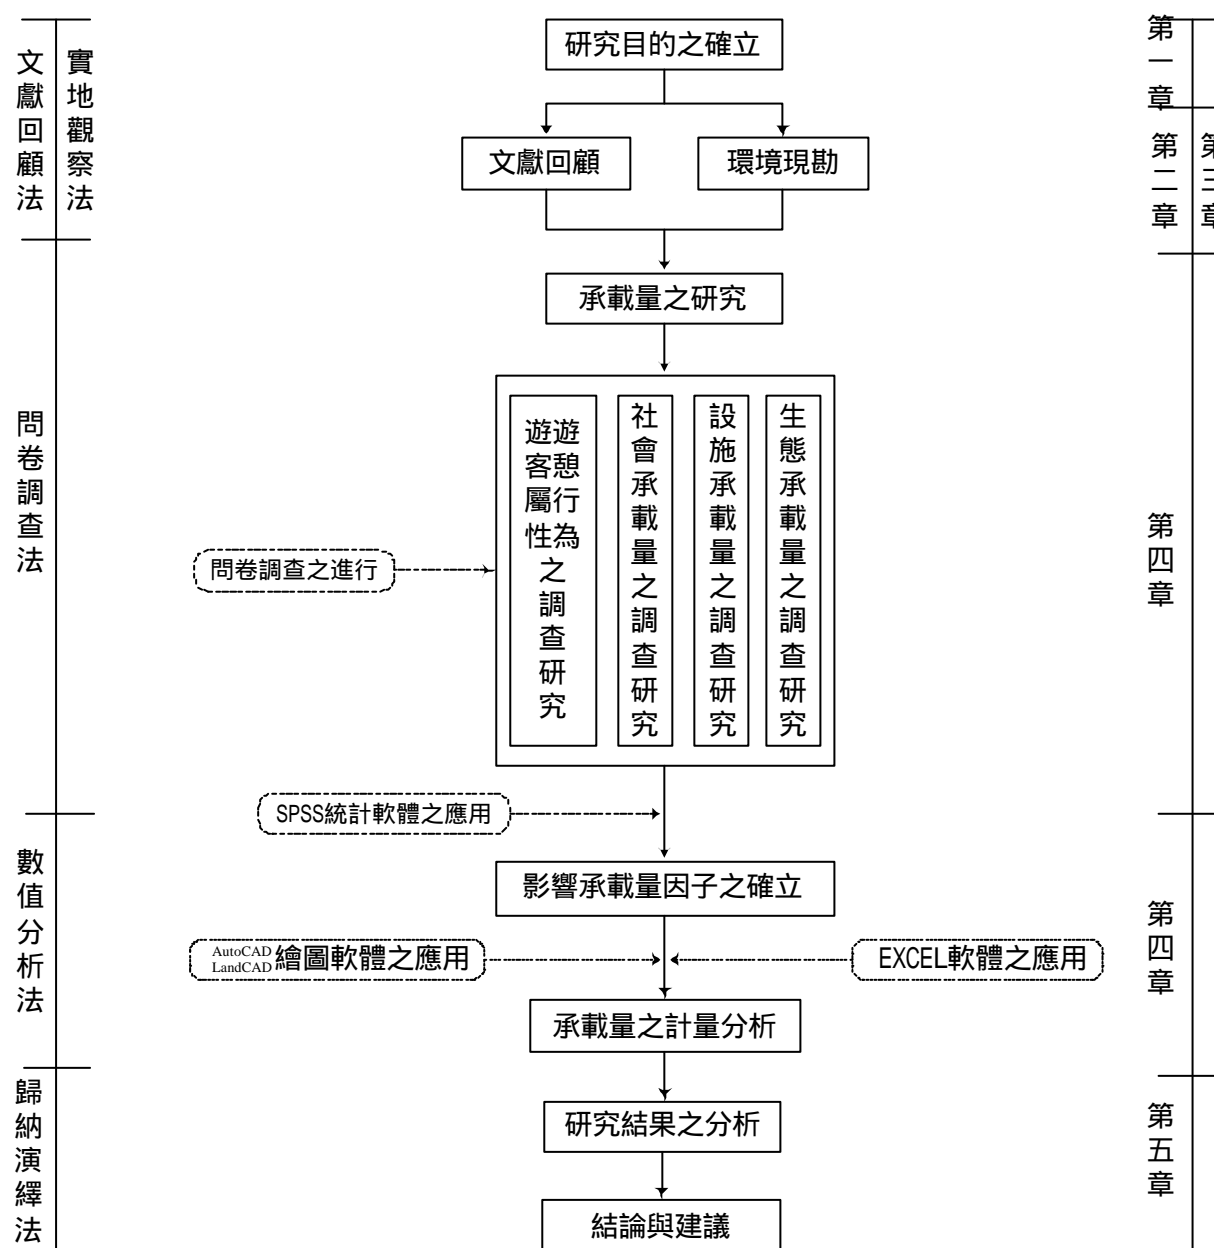 研究目的之確立
文獻回顧
環境現勘
承載量之研究
遊客屬性
遊憩行為
之調查研究
社會承載量之調查研究
設施承載量之調查研究
生態承載量之調查研究
問卷調查之進行
SPSS統計軟體之應用
影響承載量因子之確立
AutoCAD
LandCAD
繪圖軟體之應用
EXCEL軟體之應用
承載量之計量分析
研究結果之分析
結論與建議
文獻回顧法
實地觀察法
問卷調查法
數值分析法
歸納演繹法
第一章
第二章
第三章
第四章
第四章
第五章